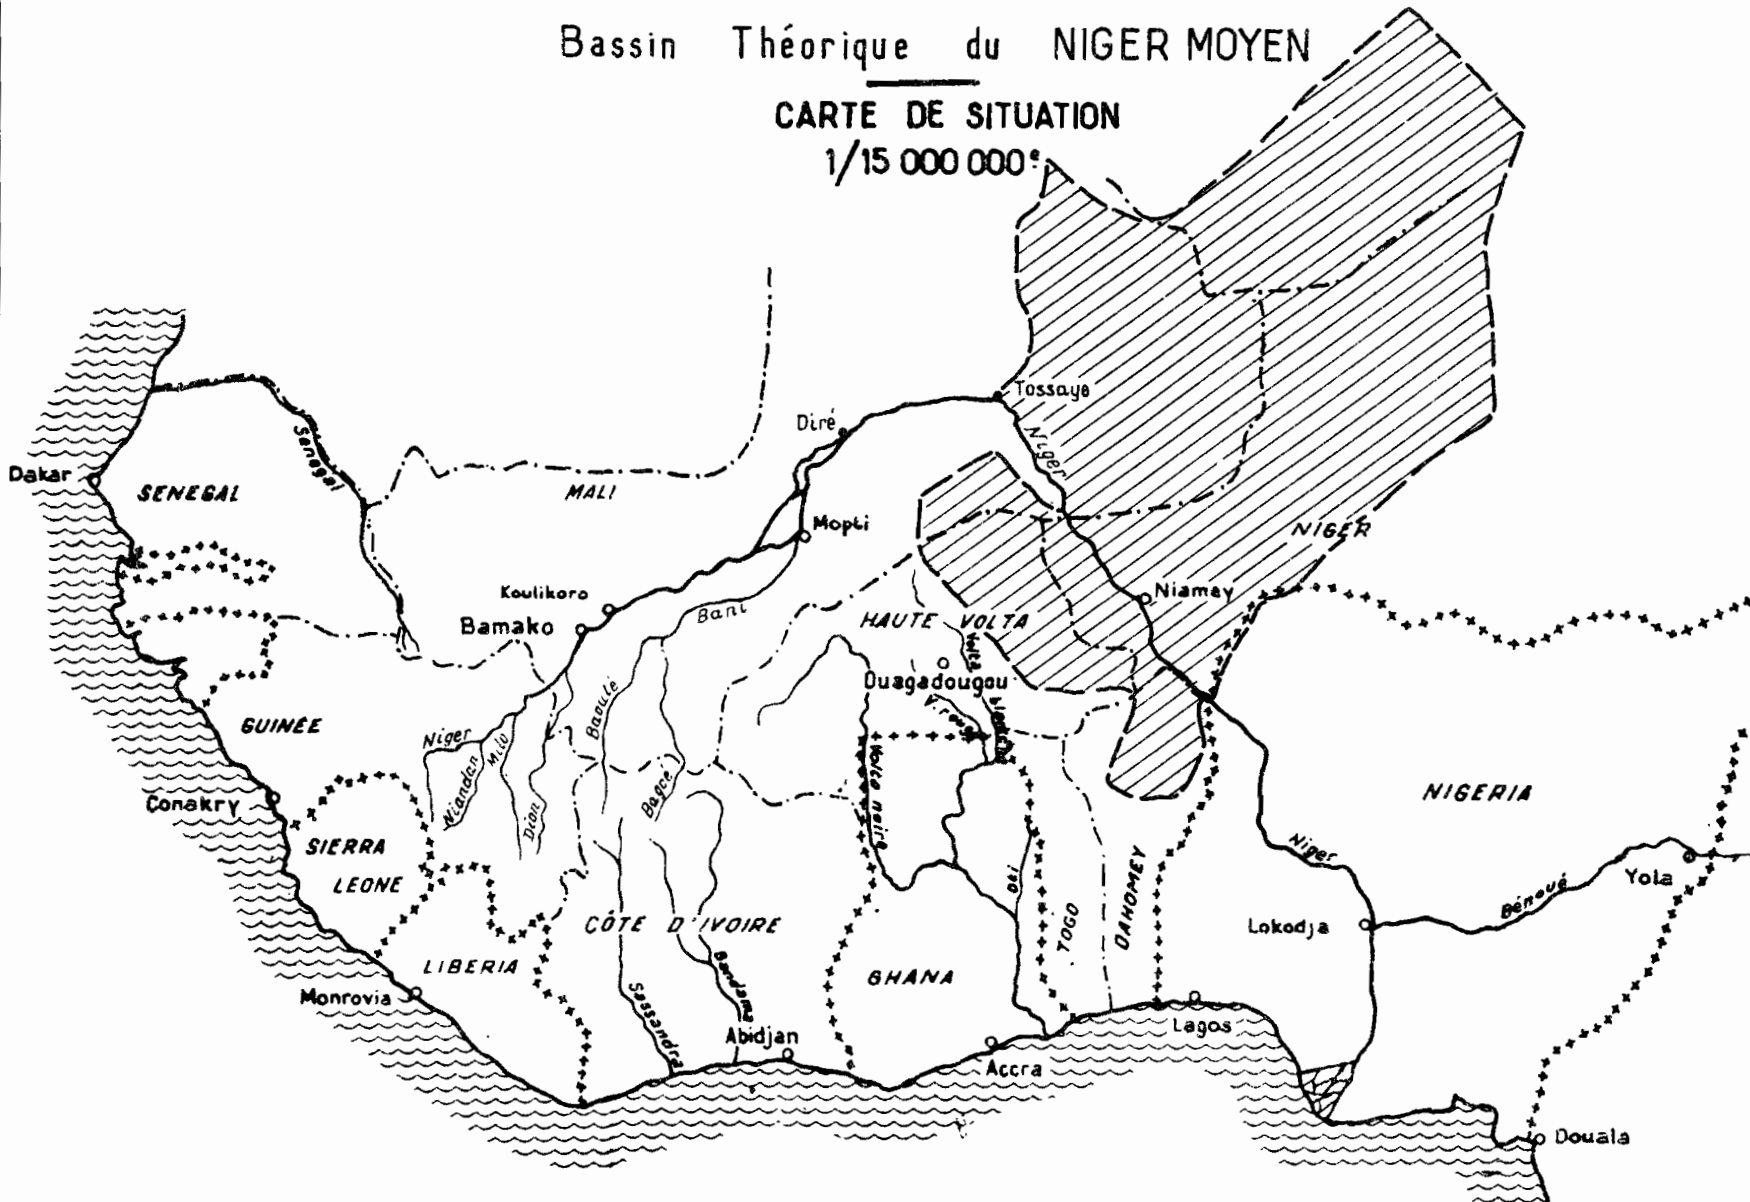 Bassin Théorique du NIGER MOYEN
CARTE DE SITUATION
1/15 000 000e
Tossaye
Diré
Niger
Senegal
Dakar
SENEGAL
MALI
Mopti
NIGER
Koulikoro
Niamey
Bani
Bamako
HAUTE VOLTA
Volta blanche
Ouagadougou
Baoulé
V. rouge
GUINÉE
Niger
Milo
Niandan
Dion
Bagoé
Volta noire
NIGERIA
Conakry
SIERRA
LEONE
Niger
Oti
Yola
Bénoué
CÔTE D'IVOIRE
TOGO
DAHOMEY
Lokodja
LIBERIA
GHANA
Monrovia
Sassandra
Bandama
Abidjan
Lagos
Accra
Douala